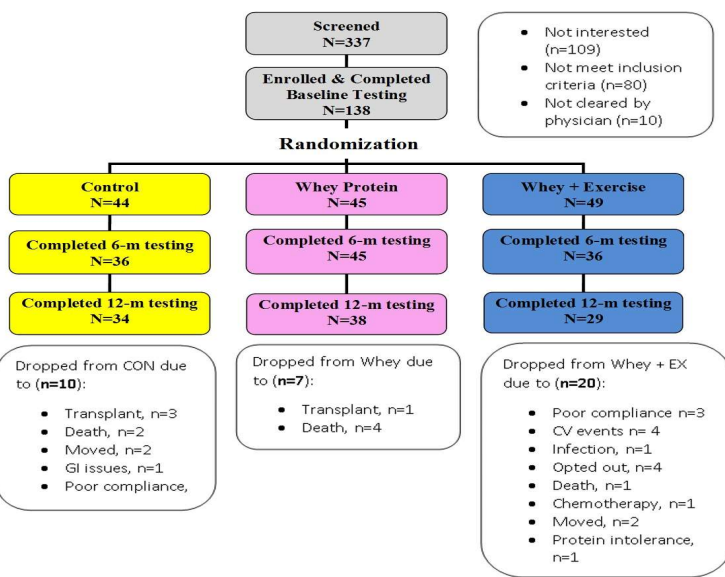 Screened
N=337
Enrolled & Completed
Baseline Testing
N=138
• Not interested
(n=109)
• Not meet inclusion
criteria (n=80)
• Not cleared by
physician (n=10)
Randomization
Control
N=44
Whey Protein
N=45
Whey + Exercise
N=49
Completed 6-m testing
N=36
Completed 6-m testing
N=45
Completed 6-m testing
N=36
Completed 12-m testing
N=34
Completed 12-m testing
N=38
Completed 12-m testing
N=29
Dropped from CON due
to (n=10):
• Transplant, n=3
• Death, n=2
• Moved, n=2
• GI issues, n=1
• Poor compliance,
Dropped from Whey due
to (n=7):
• Transplant, n=1
• Death, n=4
Dropped from Whey + EX
due to (n=20):
• Poor compliance n=3
• CV events n= 4
• Infection, n=1
• Opted out, n=4
• Death, n=1
• Chemotherapy, n=1
• Moved, n=2
• Protein intolerance,
n=1